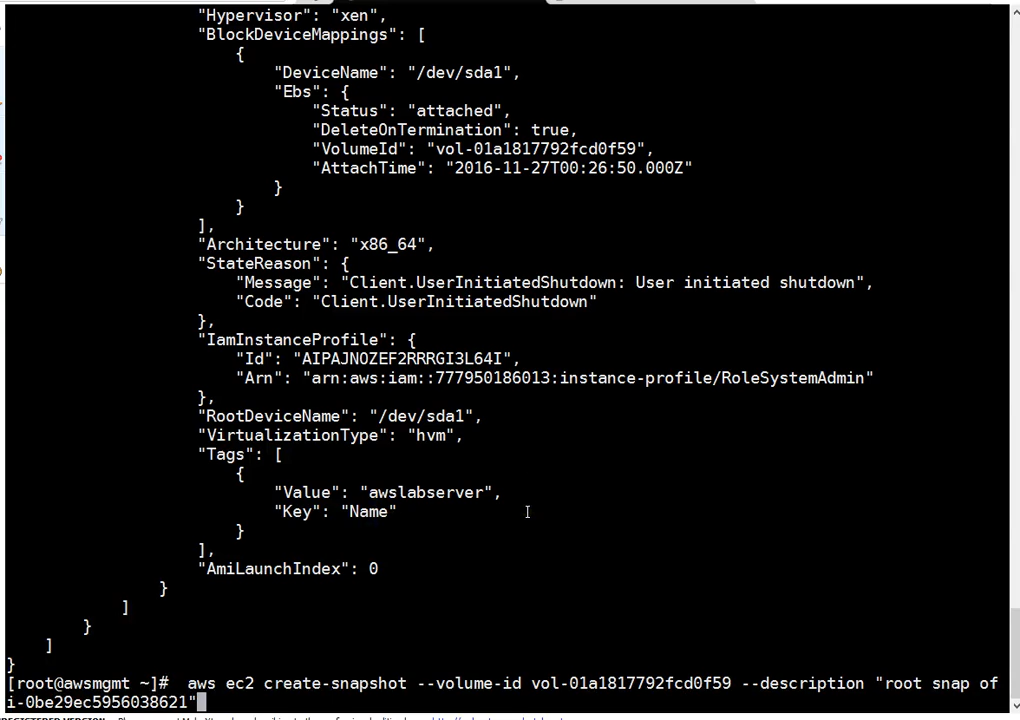 "Hypervisor": "xen",
"BlockDeviceMappings": [
{
"DeviceName": "/dev/sda1",
"Ebs": {
"Status": "attached",
"DeleteOnTermination": true,
"VolumeId": "vol-01a1817792fcd0f59",
"AttachTime": "2016-11-27T00:26:50.000Z"
}
}
],
"Architecture": "x86_64",
"StateReason": {
"Message": "Client.UserInitiatedShutdown: User initiated shutdown",
"Code": "Client.UserInitiatedShutdown"
},
"IamInstanceProfile": {
"Id": "AIPAJNOZEF2RRRGI3L64I",
"Arn": "arn:aws:iam::777950186013:instance-profile/RoleSystemAdmin"
},
"RootDeviceName": "/dev/sda1",
"VirtualizationType": "hvm",
"Tags": [
{
"Value": "awslabserver",
"Key": "Name"
}
],
"AmiLaunchIndex": 0
}
]
}
]
}
[root@awsmgmt ~]# aws ec2 create-snapshot --volume-id vol-01a1817792fcd0f59 --description "root snap of
i-0be29ec5956038621"